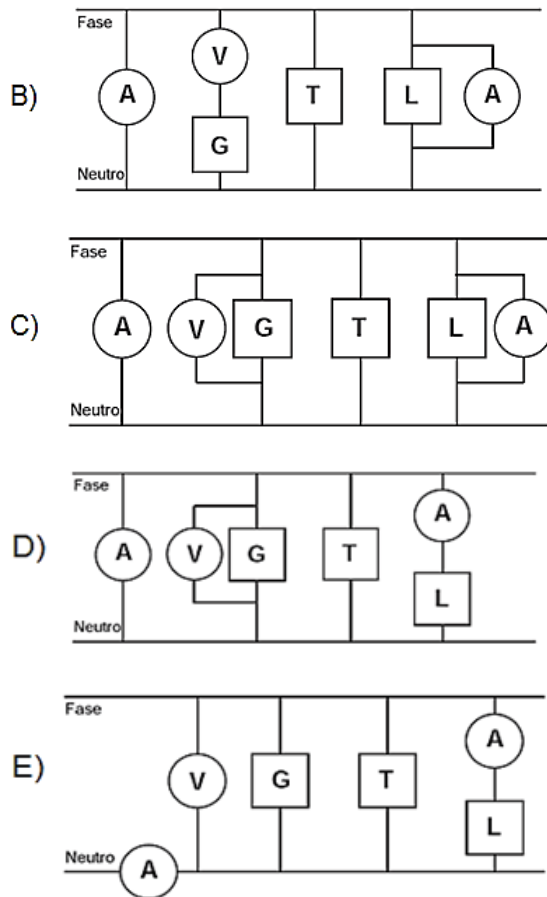 Fase
B) A V G T L A
Neutro
Fase
C) A V G T L A
Neutro
Fase
D) A V G T A L
Neutro
Fase
E) V G T A L
Neutro A